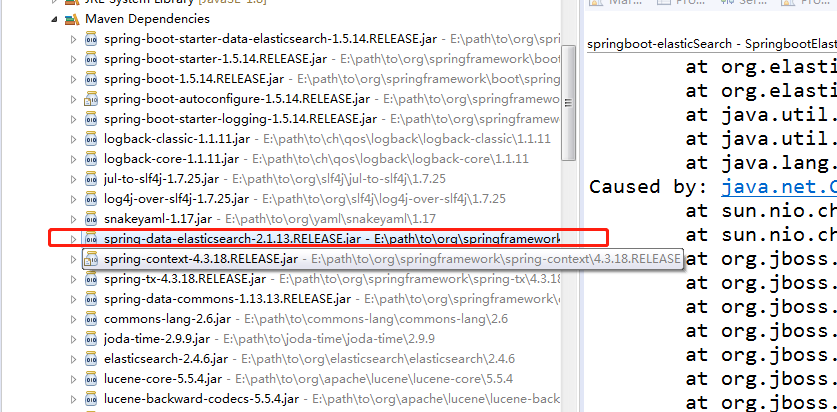 Maven Dependencies
spring-boot-starter-data-elasticsearch-1.5.14.RELEASE.jar - E:\path\to\org\spri
spring-boot-starter-1.5.14.RELEASE.jar - E:\path\to\org\springframework\boot\sp
spring-boot-1.5.14.RELEASE.jar - E:\path\to\org\springframework\boot\spring
spring-boot-autoconfigure-1.5.14.RELEASE.jar - E:\path\to\org\springframewo
spring-boot-starter-logging-1.5.14.RELEASE.jar - E:\path\to\org\springframew
logback-classic-1.1.11.jar - E:\path\to\ch\qos\logback\logback-classic\1.1.11
logback-core-1.1.11.jar - E:\path\to\ch\qos\logback\logback-core\1.1.11
jul-to-slf4j-1.7.25.jar - E:\path\to\org\slf4j\jul-to-slf4j\1.7.25
log4j-over-slf4j-1.7.25.jar - E:\path\to\org\slf4j\log4j-over-slf4j\1.7.25
snakeyaml-1.17.jar - E:\path\to\org\yaml\snakeyaml\1.17
spring-data-elasticsearch-2.1.13.RELEASE.jar - E:\path\to\org\springframework
spring-context-4.3.18.RELEASE.jar - E:\path\to\org\springframework\spring-context\4.3.18.RELEASE
spring-tx-4.3.18.RELEASE.jar - E:\path\to\org\springframework\spring-tx\4.3.18
spring-data-commons-1.13.13.RELEASE.jar - E:\path\to\org\springframework
commons-lang-2.6.jar - E:\path\to\commons-lang\commons-lang\2.6
joda-time-2.9.9.jar - E:\path\to\joda-time\joda-time\2.9.9
elasticsearch-2.4.6.jar - E:\path\to\org\elasticsearch\elasticsearch\2.4.6
lucene-core-5.5.4.jar - E:\path\to\org\apache\lucene\lucene-core\5.5.4
lucene-backward-codecs-5.5.4.jar - E:\path\to\org\apache\lucene\lucene-back
springboot-elasticSearch - SpringbootElast
at org.elasti
at org.elasti
at java.util.
at java.util.
at java.lang.
Caused by: java.net.C
at sun.nio.ch
at sun.nio.ch
at org.jboss.
at org.jboss.
at org.jboss.
at org.jboss.
at org.jboss.
at org.jboss.
at org.jboss.